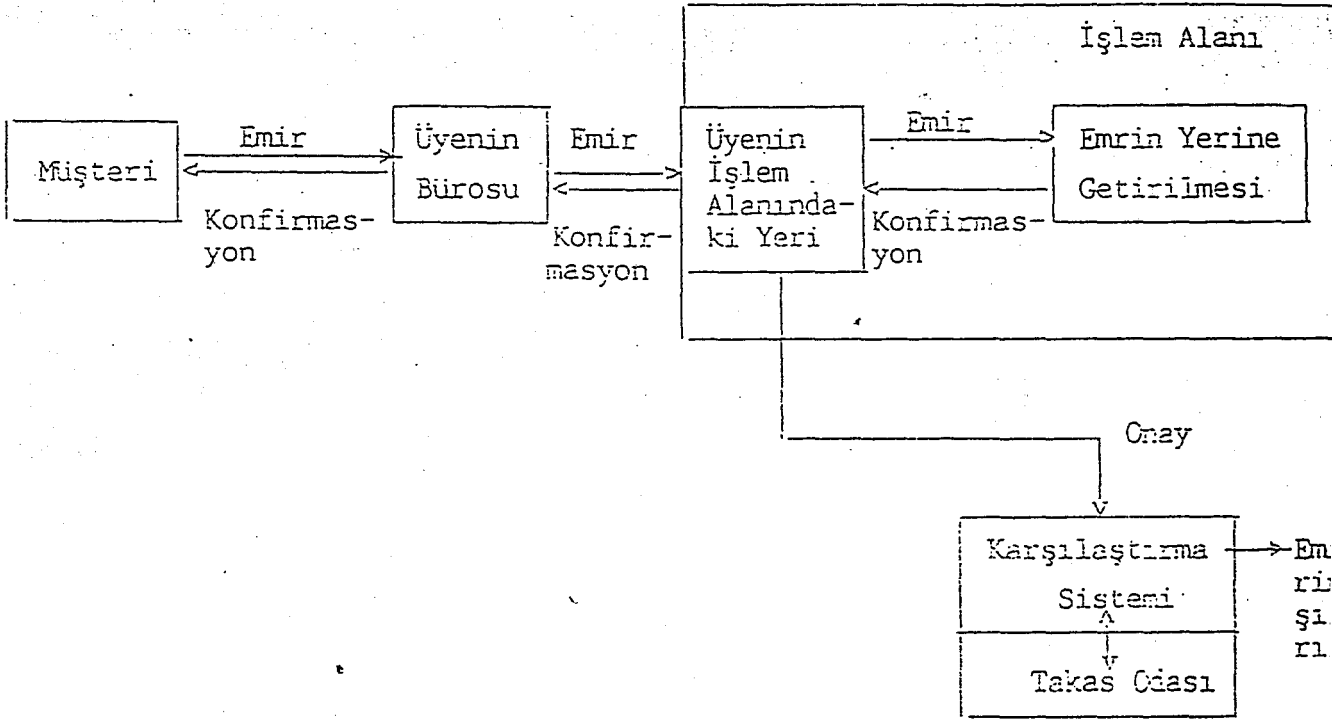 İşlem Alanı
Müşteri
Emir
Konfirmas-
yon
Üyenin
Bürosu
Emir
Konfir-
masyon
Üyenin
İşlem
Alanında-
ki Yeri
Emir
Konfirmas-
yon
Emrin Yerine
Getirilmesi
Onay
Karşılaştırma
Sistemi
Takas Odası